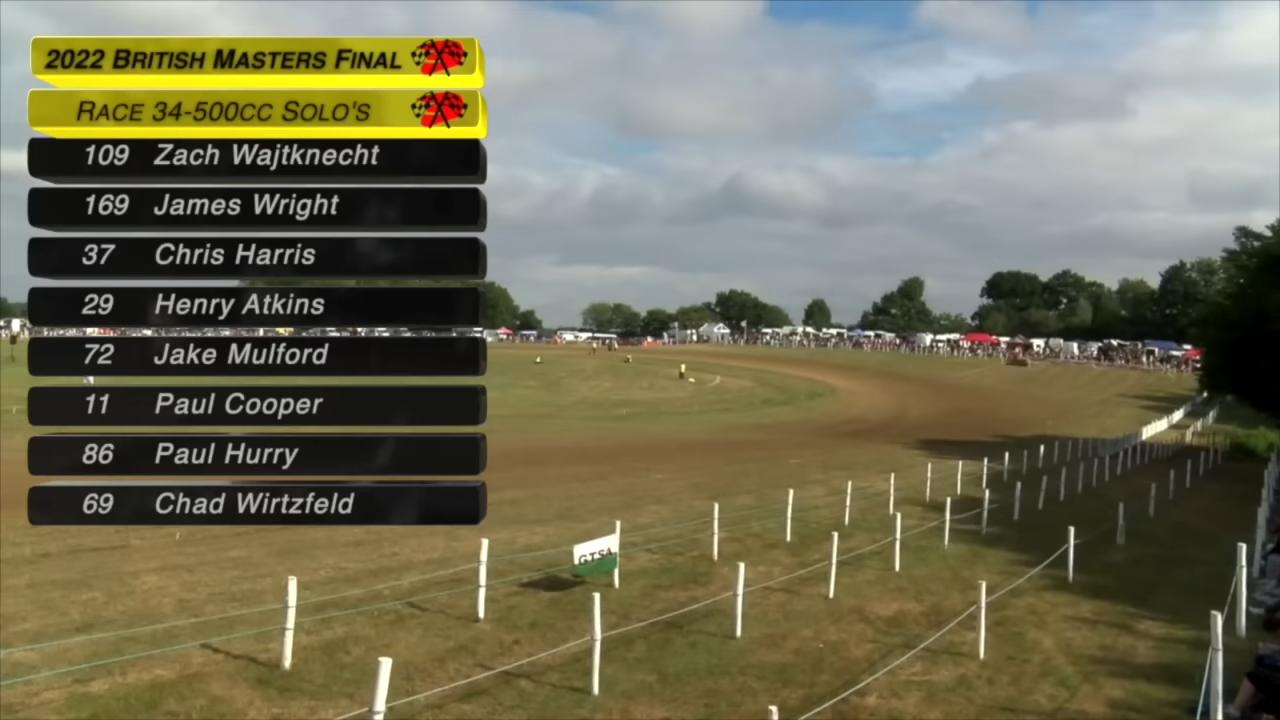 2022 BRITISH MASTERS FINAL
RACE 34-500CC SOLO'S
109 Zach Wajtknecht
169 James Wright
37 Chris Harris
29 Henry Atkins
72 Jake Mulford
11 Paul Cooper
86 Paul Hurry
69 Chad Wirtzfeld
GTSA